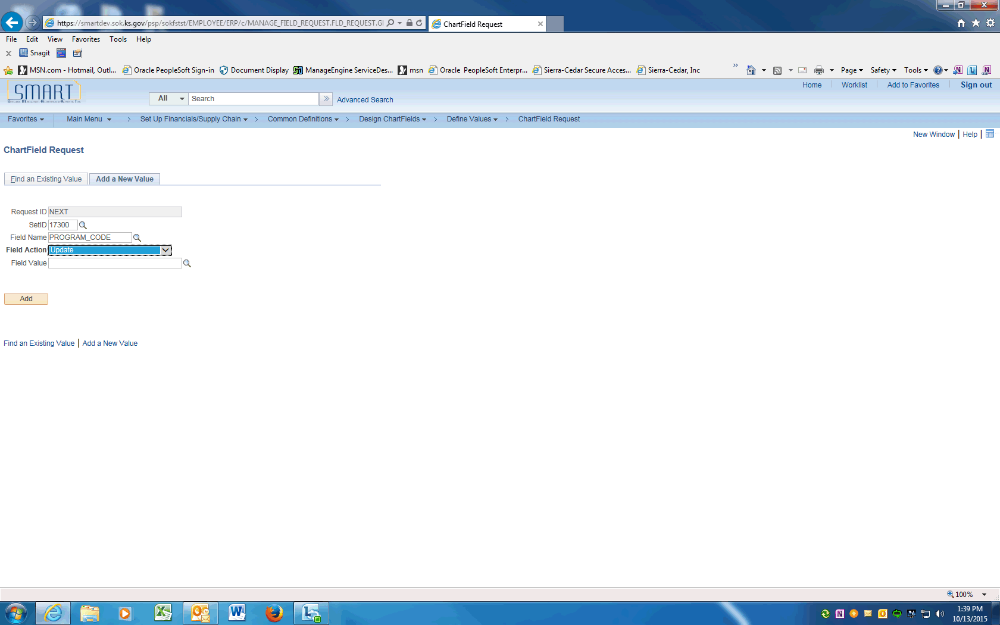 https://smartdev.sok.ks.gov/psp/sokfstst/EMPLOYEE/ERP/c/MANAGE_FIELD_REQUEST.FLD_REQUEST.GI
ChartField Request
File Edit View Favorites Tools Help
x Snagit
MSN.com - Hotmail, Outl... Oracle PeopleSoft Sign-in Document Display ManageEngine ServiceDes... msn Oracle PeopleSoft Enterpr... Sierra-Cedar Secure Acces... Sierra-Cedar, Inc » Page Safety Tools
SMART
Home Worklist Add to Favorites Sign out
All Search » Advanced Search
Favorites Main Menu > Set Up Financials/Supply Chain > Common Definitions > Design ChartFields > Define Values > ChartField Request
New Window | Help |
ChartField Request
Find an Existing Value Add a New Value
Request ID NEXT
SetID 17300
Field Name PROGRAM_CODE
Field Action Update
Field Value
Add
Find an Existing Value | Add a New Value
100%
1:39 PM
10/13/2015